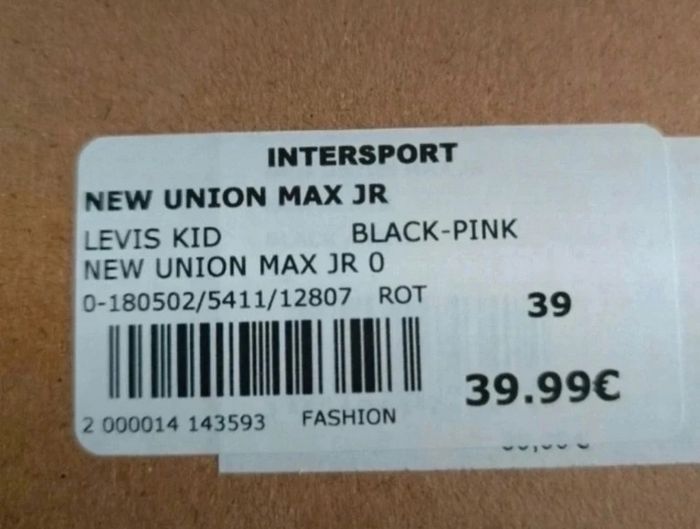 INTERSPORT
NEW UNION MAX JR
LEVIS KID BLACK-PINK
NEW UNION MAX JR 0
0-180502/5411/12807 ROT 39
39.99€
2 000014 143593 FASHION